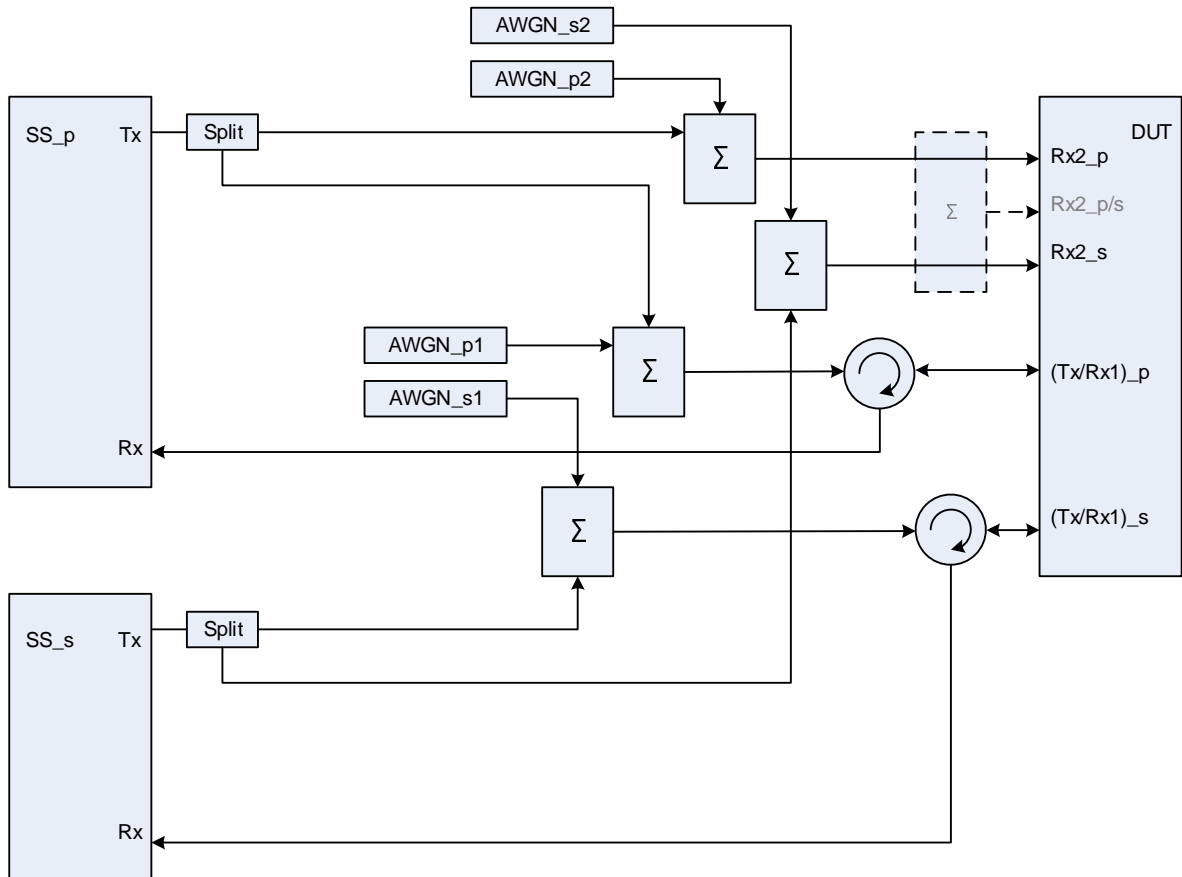 AWGN_s2
AWGN_p2
SS_p
Tx
Split
Σ
DUT
Rx2_p
Σ
Rx2_p/s
Σ
Rx2_s
AWGN_p1
Σ
(Tx/Rx1)_p
AWGN_s1
Rx
Σ
(Tx/Rx1)_s
SS_s
Tx
Split
Rx